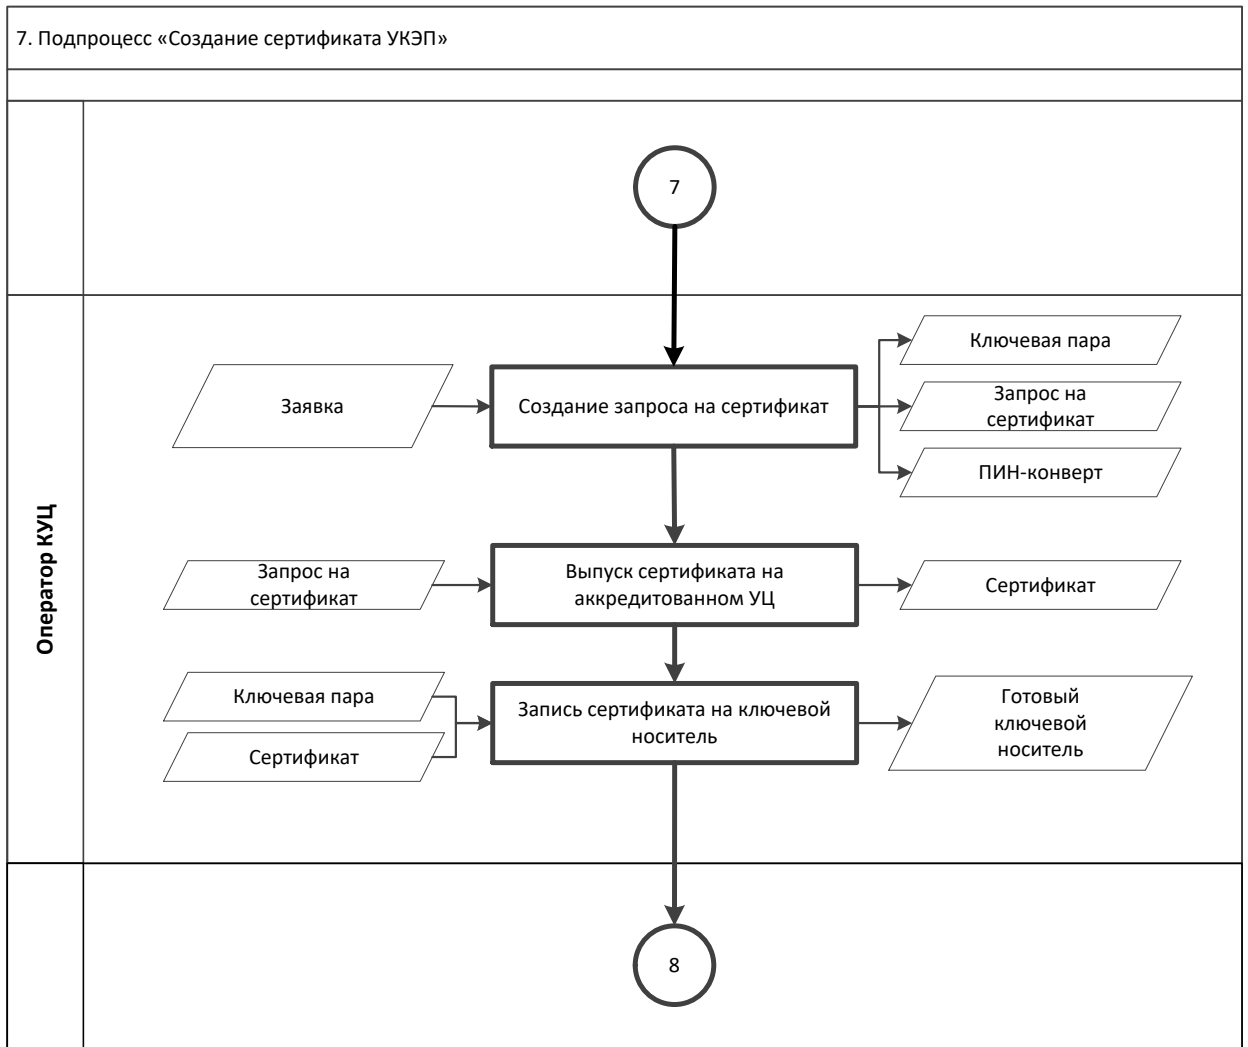 7. Подпроцесс «Создание сертификата УКЭП»
7
Оператор КУЦ
Заявка
Создание запроса на сертификат
Ключевая пара
Запрос на
сертификат
ПИН-конверт
Запрос на
сертификат
Выпуск сертификата на
аккредитованном УЦ
Сертификат
Ключевая пара
Сертификат
Запись сертификата на ключевой
носитель
Готовый
ключевой
носитель
8